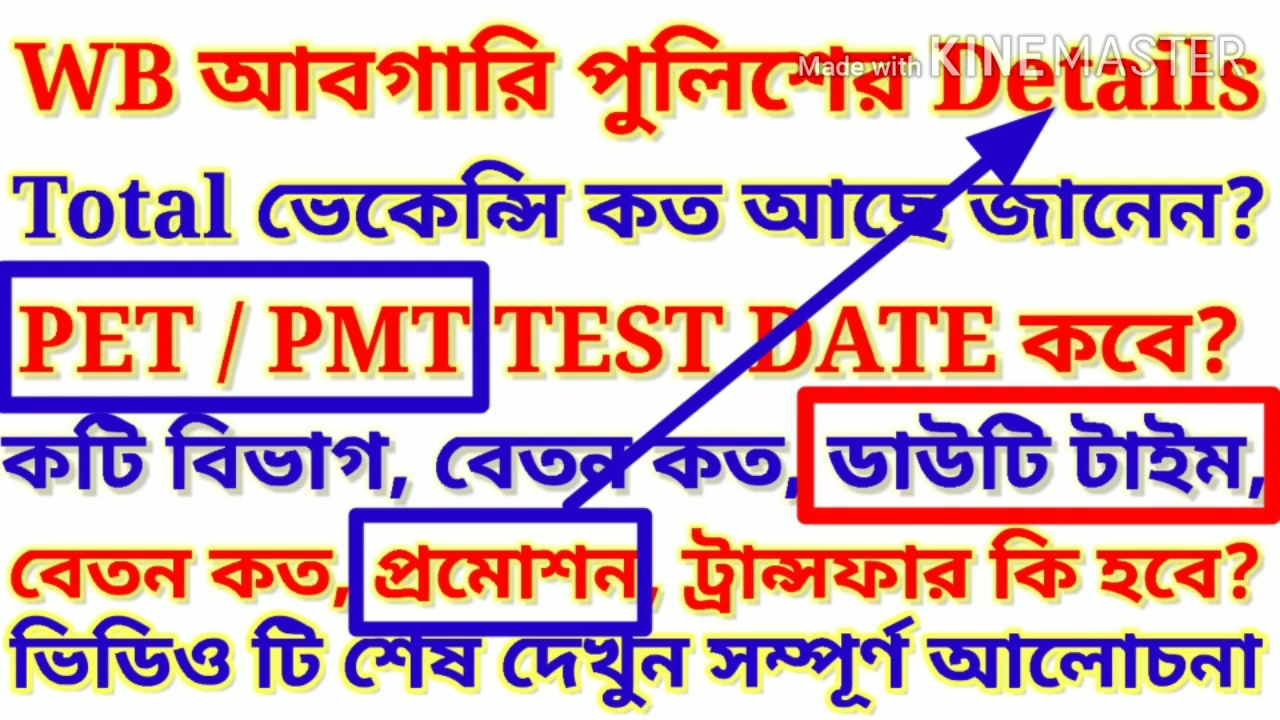 WB আবগারি পুলিশের Details
Made with KINEMASTER
Total ভেকেন্সি কত আছে জানেন?
PET / PMT TEST DATE কবে?
কটি বিভাগ, বেতন কত, ডাউটি টাইম,
বেতন কত, প্রমোশন, ট্রান্সফার কি হবে?
ভিডিও টি শেষ দেখুন সম্পূর্ণ আলোচনা